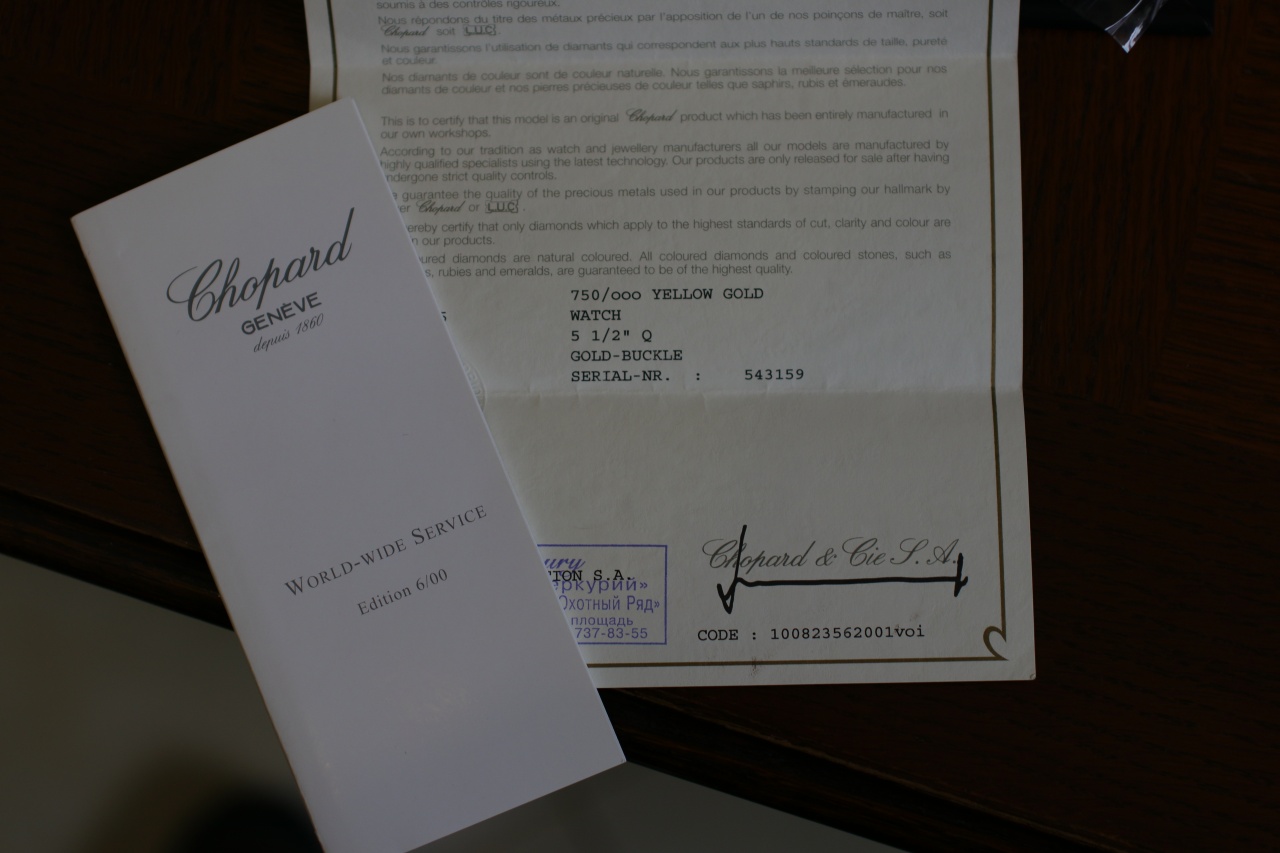 soumis à des contrôles rigoureux.
Nous répondons du titre des métaux précieux par l'apposition de l'un de nos poinçons de maître, soit
Chopard soit L.U.C .
Nous garantissons l'utilisation de diamants qui correspondent aux plus hauts standards de taille, pureté
et couleur.
Nos diamants de couleur sont de couleur naturelle. Nous garantissons la meilleure sélection pour nos
diamants de couleur et nos pierres précieuses de couleur telles que saphirs, rubis et émeraudes.
This is to certify that this model is an original Chopard product which has been entirely manufactured in
our own workshops.
According to our tradition as watch and jewellery manufacturers all our models are manufactured by
highly qualified specialists using the latest technology. Our products are only released for sale after having
undergone strict quality controls.
guarantee the quality of the precious metals used in our products by stamping our hallmark by
Chopard or L.U.C .
certify that only diamonds which apply to the highest standards of cut, clarity and colour are
our products.
diamonds are natural coloured. All coloured diamonds and coloured stones, such as
rubies and emeralds, are guaranteed to be of the highest quality.
750/ooo YELLOW GOLD
WATCH
5 1/2" Q
GOLD-BUCKLE
SERIAL-NR. : 543159
S.A.
Охотный Ряд»
площадь
737-83-55
Chopard & Cie S.A.
CODE : 100823562001voi
Chopard
GENÈVE
depuis 1860
WORLD-WIDE SERVICE
Edition 6/00